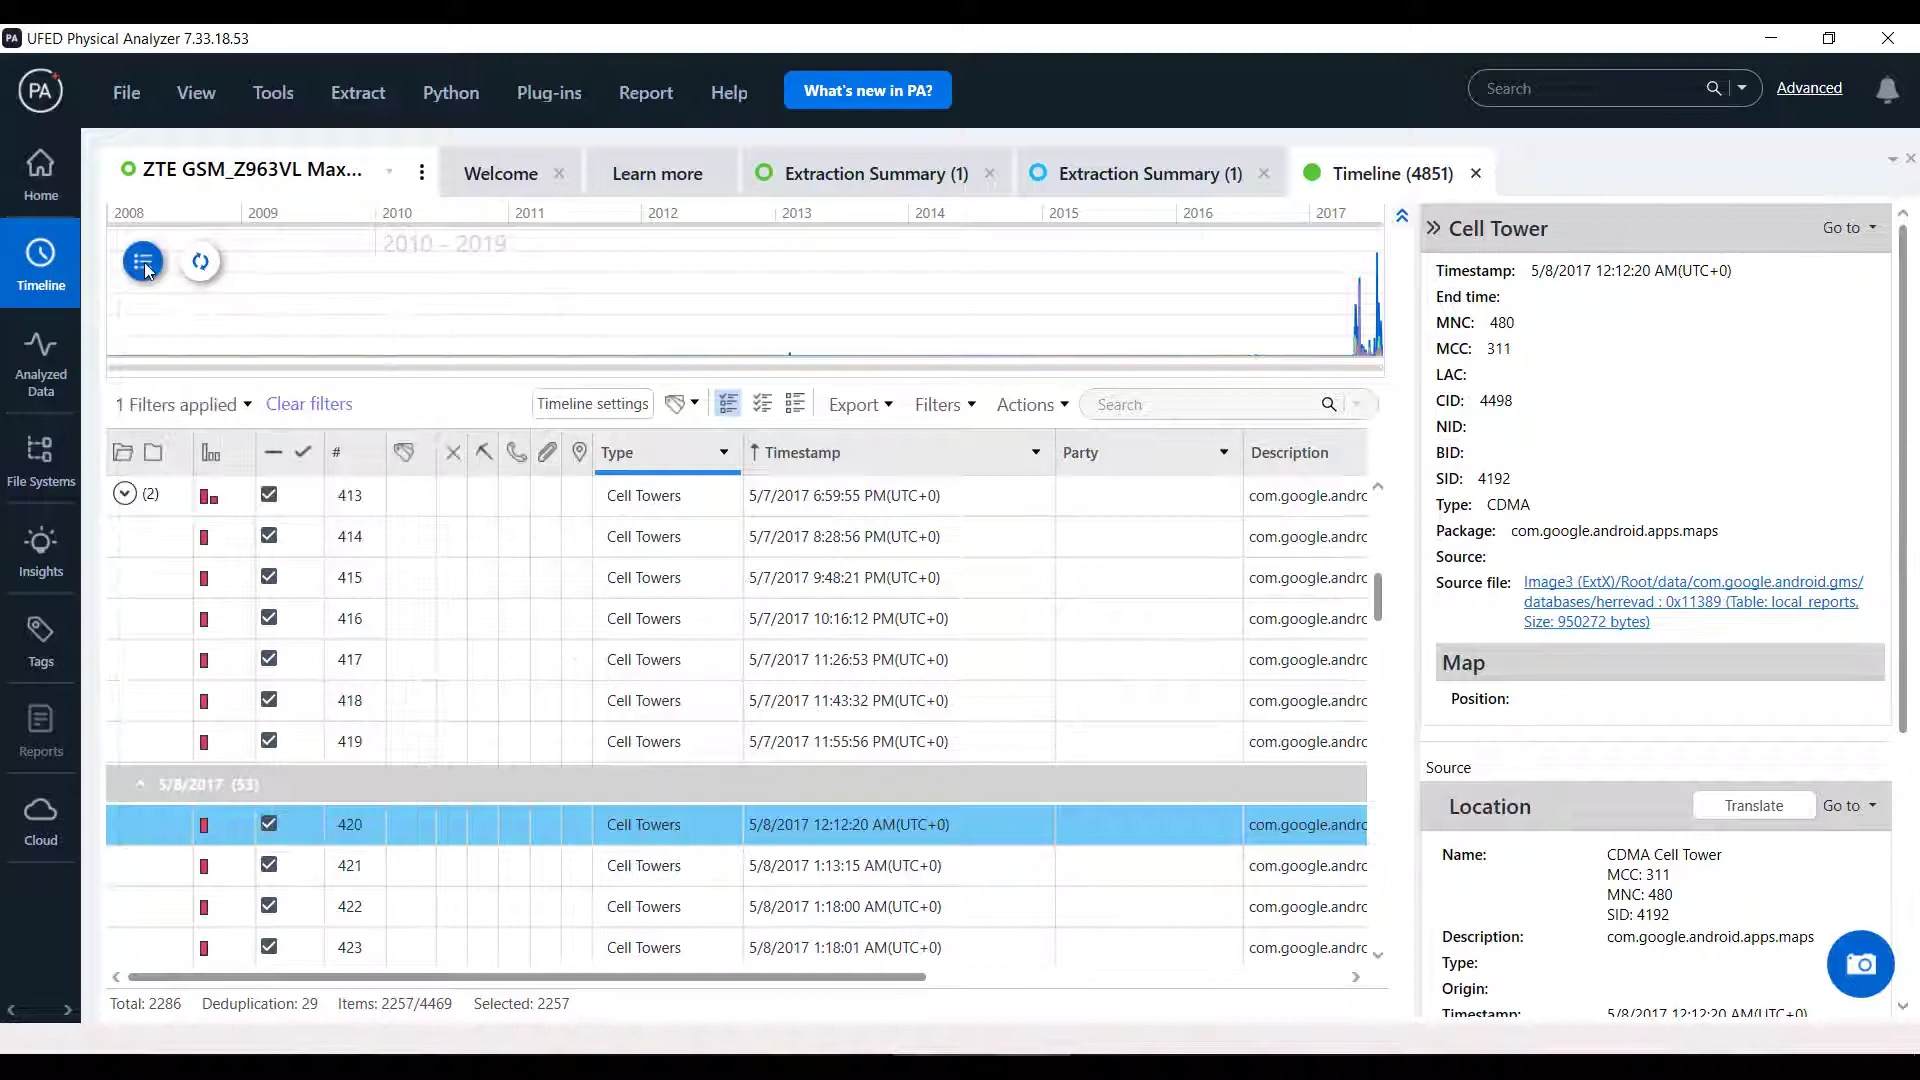 PA UFED Physical Analyzer 7.33.18.53
PA File View Tools Extract Python Plug-ins Report Help What's new in PA? Search Advanced
Home
Timeline
Analyzed
Data
File Systems
Insights
Tags
Reports
Cloud
ZTE GSM_Z963VL Max... Welcome Learn more Extraction Summary (1) Extraction Summary (1) Timeline (4851)
2008 2009 2010 2011 2012 2013 2014 2015 2016 2017
2010 - 2019
1 Filters applied Clear filters Timeline settings Export Filters Actions Search
# Type Timestamp Party Description
(2) 413 Cell Towers 5/7/2017 6:59:55 PM(UTC+0) com.google.andrc
414 Cell Towers 5/7/2017 8:28:56 PM(UTC+0) com.google.andrc
415 Cell Towers 5/7/2017 9:48:21 PM(UTC+0) com.google.andrc
416 Cell Towers 5/7/2017 10:16:12 PM(UTC+0) com.google.andrc
417 Cell Towers 5/7/2017 11:26:53 PM(UTC+0) com.google.andrc
418 Cell Towers 5/7/2017 11:43:32 PM(UTC+0) com.google.andrc
419 Cell Towers 5/7/2017 11:55:56 PM(UTC+0) com.google.andrc
5/8/2017 (53)
420 Cell Towers 5/8/2017 12:12:20 AM(UTC+0) com.google.andrc
421 Cell Towers 5/8/2017 1:13:15 AM(UTC+0) com.google.andrc
422 Cell Towers 5/8/2017 1:18:00 AM(UTC+0) com.google.andrc
423 Cell Towers 5/8/2017 1:18:01 AM(UTC+0) com.google.andrc
Total: 2286 Deduplication: 29 Items: 2257/4469 Selected: 2257
Cell Tower Go to
Timestamp: 5/8/2017 12:12:20 AM(UTC+0)
End time:
MNC: 480
MCC: 311
LAC:
CID: 4498
NID:
BID:
SID: 4192
Type: CDMA
Package: com.google.android.apps.maps
Source:
Source file: Image3 (ExtX)/Root/data/com.google.android.gms/
databases/herrevad : 0x11389 (Table: local_reports,
Size: 950272 bytes)
Map
Position:
Source
Location Translate Go to
Name: CDMA Cell Tower
MCC: 311
MNC: 480
SID: 4192
Description: com.google.android.apps.maps
Type:
Origin:
Timestamp: 5/8/2017 12:12:20 AM(UTC+0)